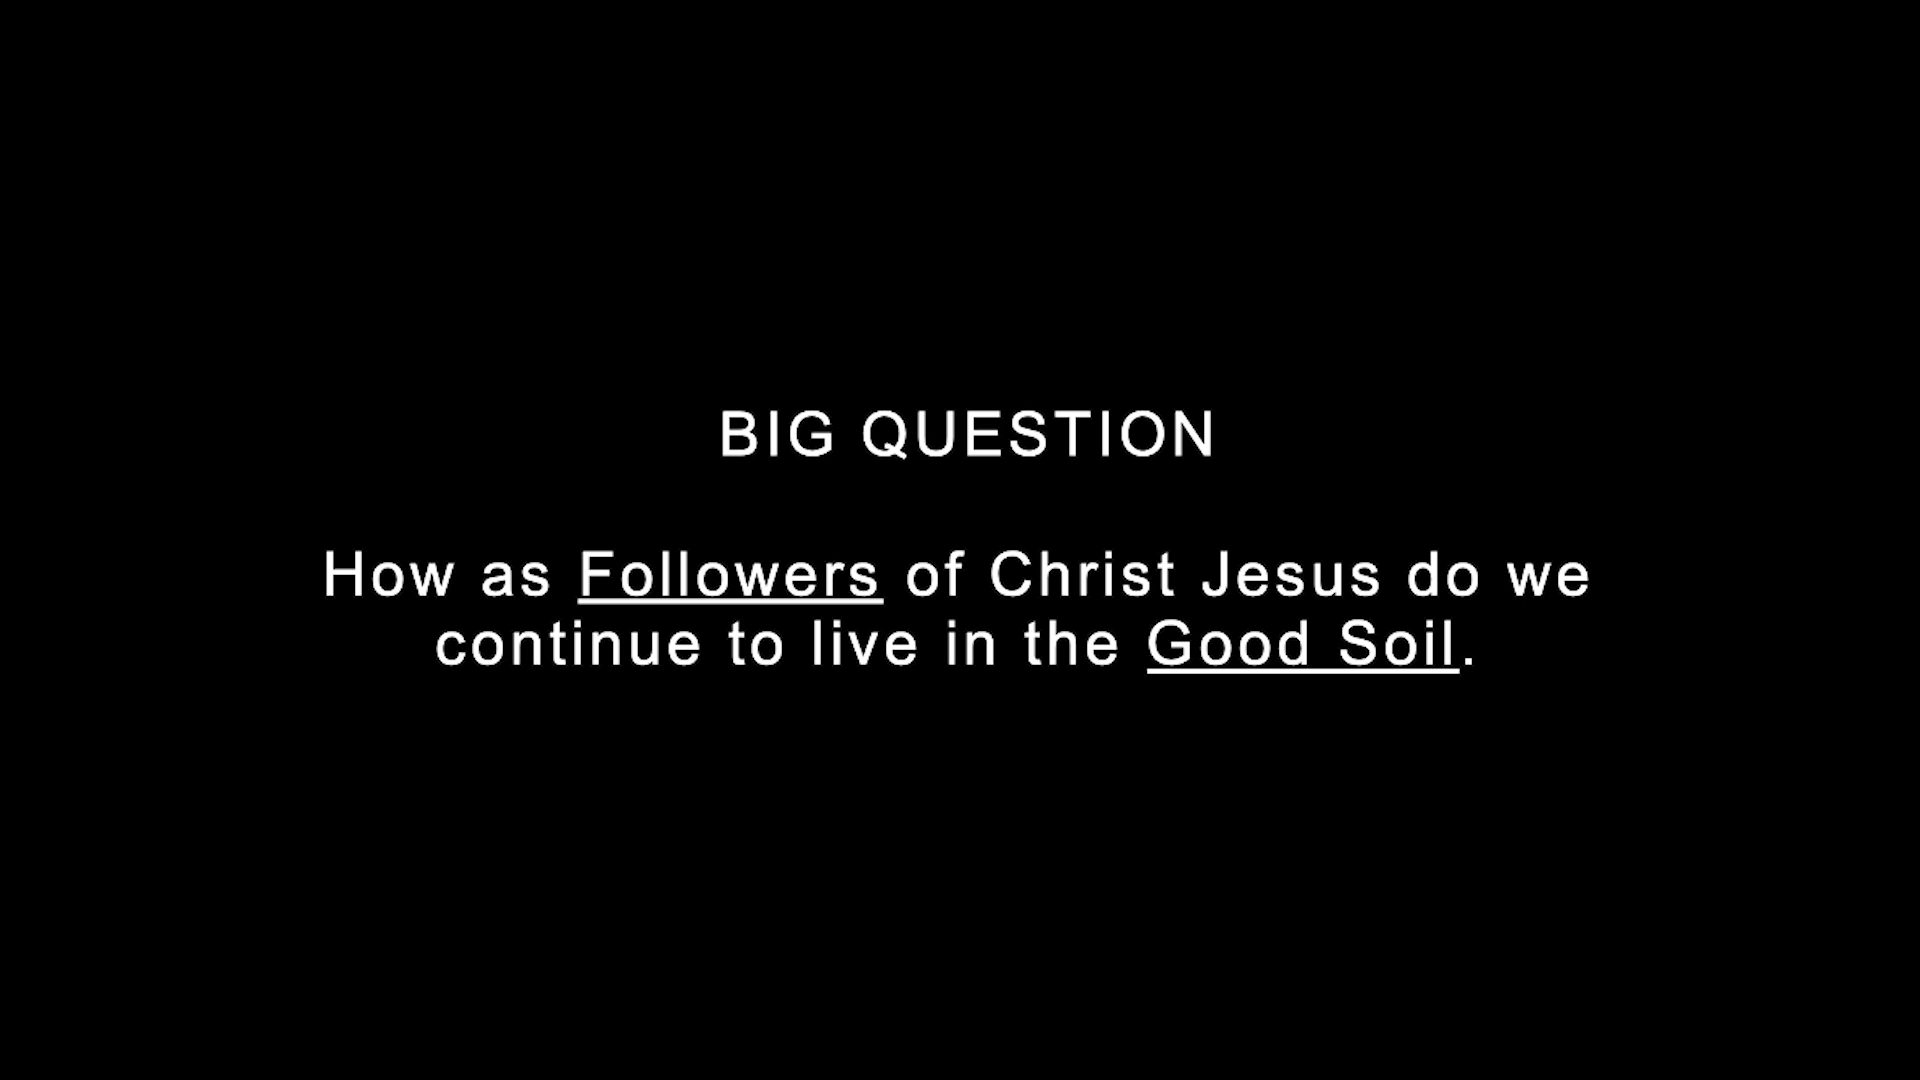 BIG QUESTION
How as Followers of Christ Jesus do we
continue to live in the Good Soil.